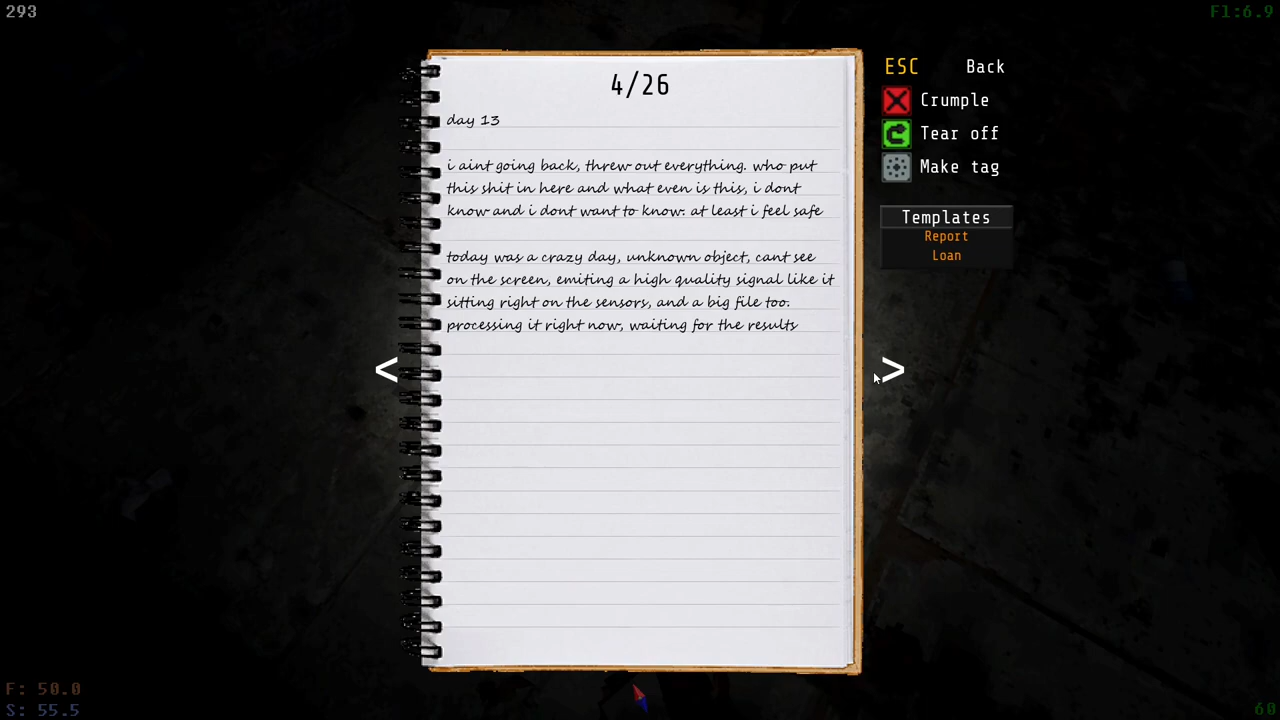 293
F1:6.9
4/26
ESC Back
Crumple
Tear off
Make tag
Templates
Report
Loan
day 13
i aint going back, threw out everything. who put
this shit in here and what even is this, i dont
know and i dont want to know. at least i feel safe
today was a crazy day, unknown object, cant see
on the screen, emiting a high quality signal like it
sitting right on the sensors, and a big file too.
processing it right now, waiting for the results
< >
F: 50.0
S: 55.5
60